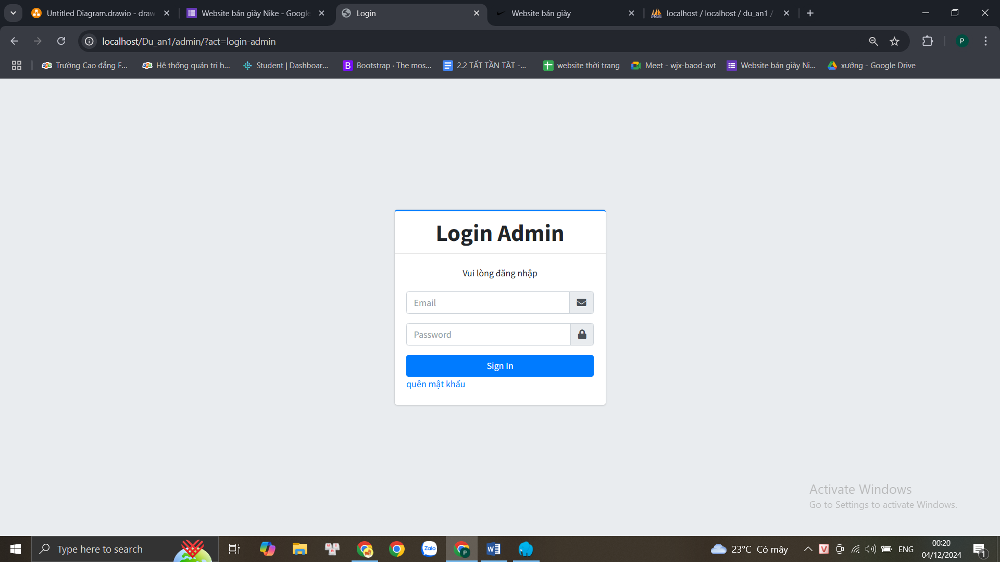 Untitled Diagram.drawio - draw
Website bán giày Nike - Google
Login
Website bán giày
localhost / localhost / du_an1 /
localhost/Du_an1/admin/?act=login-admin
P
Trường Cao đẳng F...
Hệ thống quản trị h...
Student | Dashboar...
B
Bootstrap · The mos...
2.2 TẤT TẦN TẬT -...
website thời trang
Meet - wjx-baod-avt
Website bán giày Ni...
xưởng - Google Drive
Login Admin
Vui lòng đăng nhập
Email
Password
Sign In
quên mật khẩu
Activate Windows
Go to Settings to activate Windows.
Type here to search
Zalo
P
W
23°C Có mây
V
ENG
00:20
04/12/2024
1